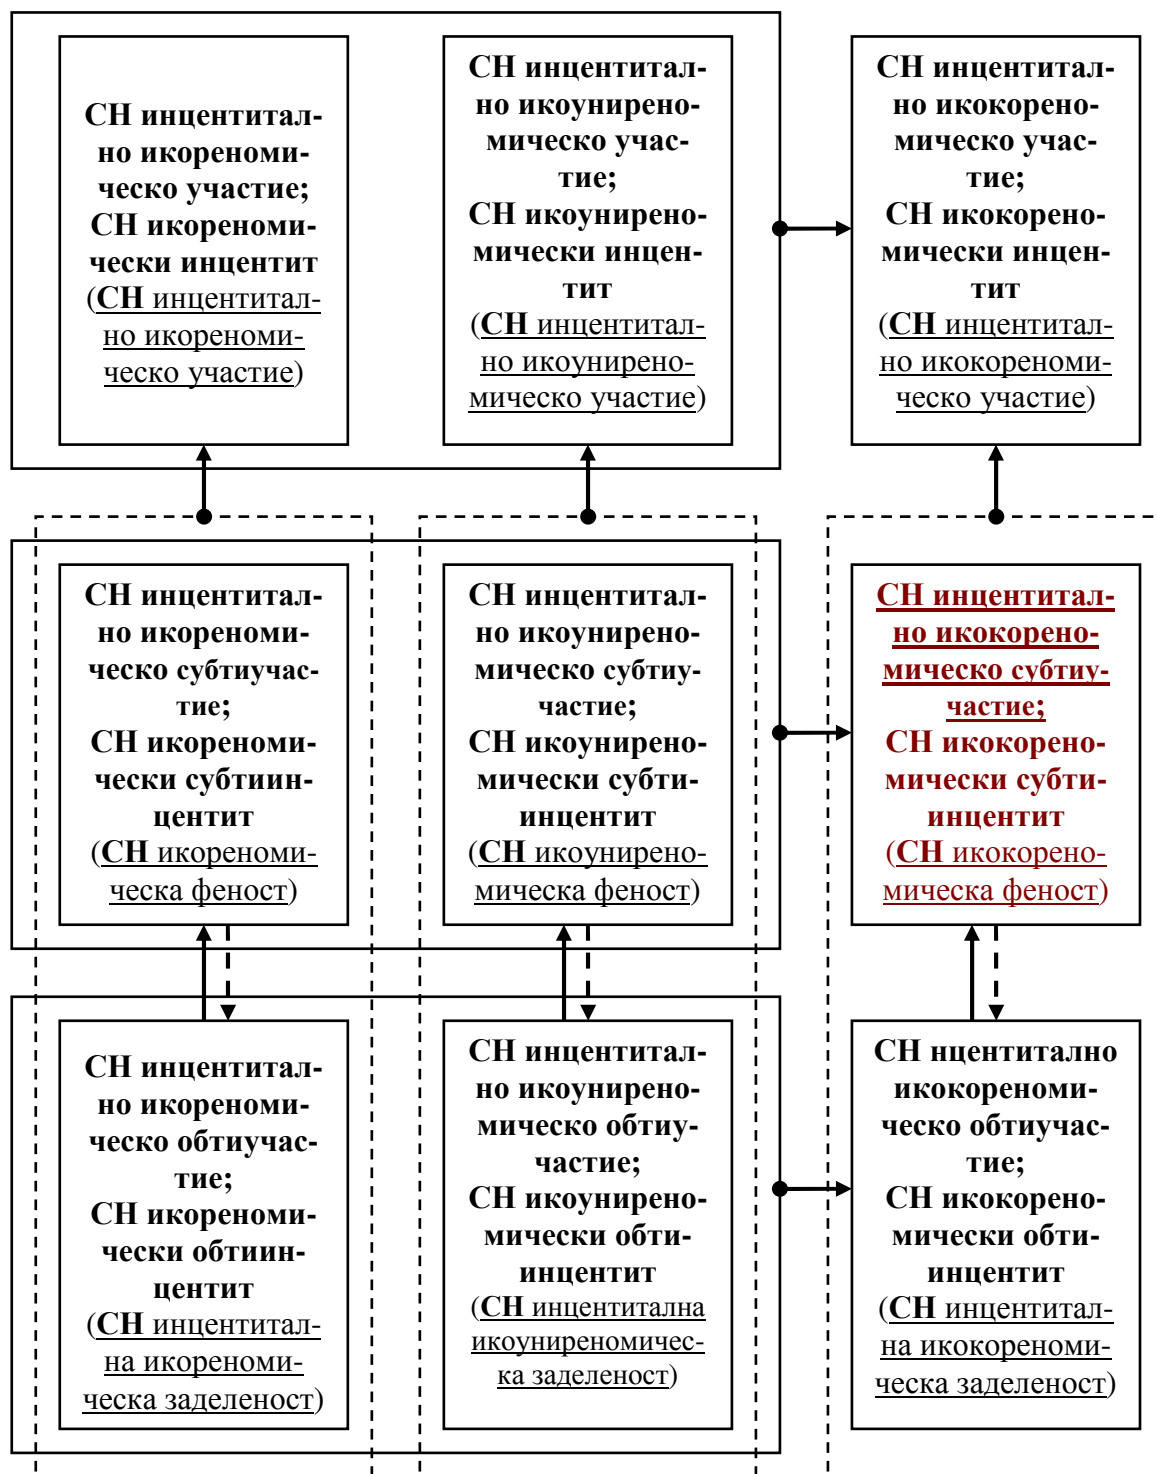 СН инцентитал-
но икореноми-
ческо участие;
СН икореноми-
чески инцентит
(СН инцентитал-
но икореноми-
ческо участие)
СН инцентитал-
но икоунирено-
мическо учас-
тие;
СН икоунирено-
мически инцен-
тит
(СН инцентитал-
но икоунирено-
мическо участие)
СН инцентитал-
но икокорено-
мическо учас-
тие;
СН икокорено-
мически инцен-
тит
(СН инцентитал-
но икокореноми-
ческо участие)
СН инцентитал-
но икореноми-
ческо субтиучас-
тие;
СН икореноми-
чески субтиин-
центит
(СН икореноми-
ческа феност)
СН инцентитал-
но икоунирено-
мическо субтиу-
частие;
СН икоунирено-
мически субти-
инцентит
(СН икоунирено-
мическа феност)
СН инцентитал-
но икокорено-
мическо субтиу-
частие;
СН икокорено-
мически субти-
инцентит
(СН икокорено-
мическа феност)
СН инцентитал-
но икореноми-
ческо обтиучас-
тие;
СН икореноми-
чески обтиин-
центит
(СН инцентитал-
на икореноми-
ческа заделеност)
СН инцентитал-
но икоунирено-
мическо обтиу-
частие;
СН икоунирено-
мически обти-
инцентит
(СН инцентитална
икоуниреномичес-
ка заделеност)
СН нцентитално
икокореноми-
ческо обтиучас-
тие;
СН икокорено-
мически обти-
инцентит
(СН инцентитал-
на икокореноми-
ческа заделеност)